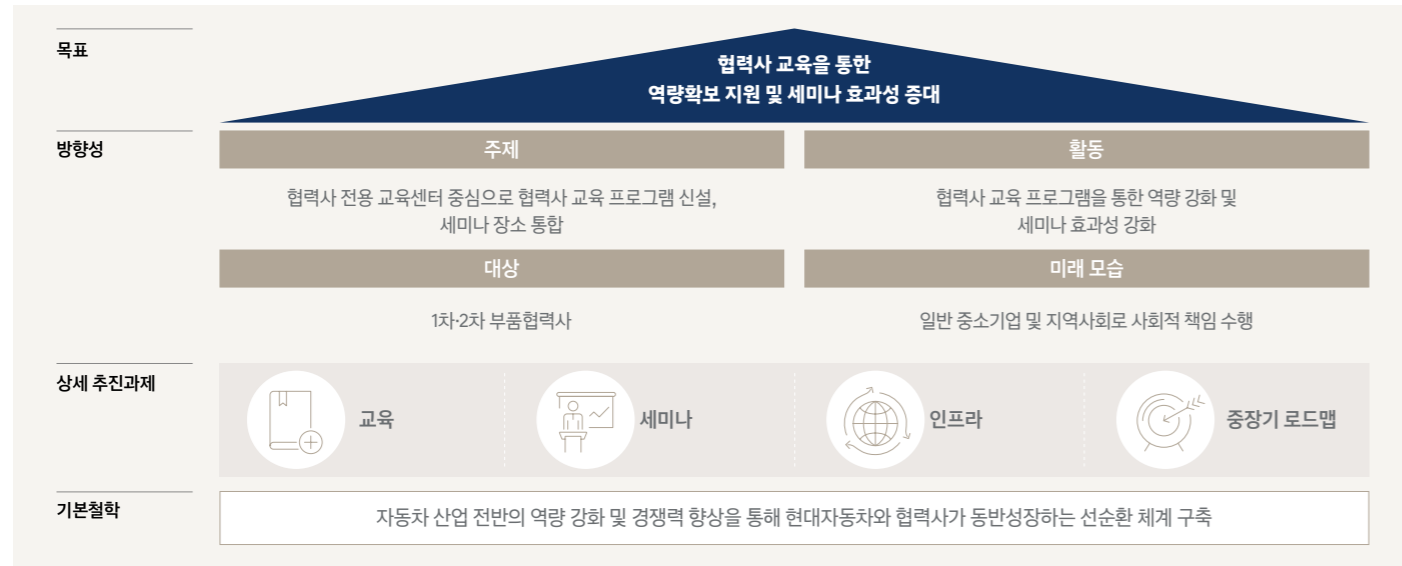 목표
협력사 교육을 통한
역량확보 지원 및 세미나 효과성 증대
방향성
주제
협력사 전용 교육센터 중심으로 협력사 교육 프로그램 신설,
세미나 장소 통합
활동
협력사 교육 프로그램을 통한 역량 강화 및
세미나 효과성 강화
대상
1차·2차 부품협력사
미래 모습
일반 중소기업 및 지역사회로 사회적 책임 수행
상세 추진과제
교육
세미나
인프라
중장기 로드맵
기본철학
자동차 산업 전반의 역량 강화 및 경쟁력 향상을 통해 현대자동차와 협력사가 동반성장하는 선순환 체계 구축